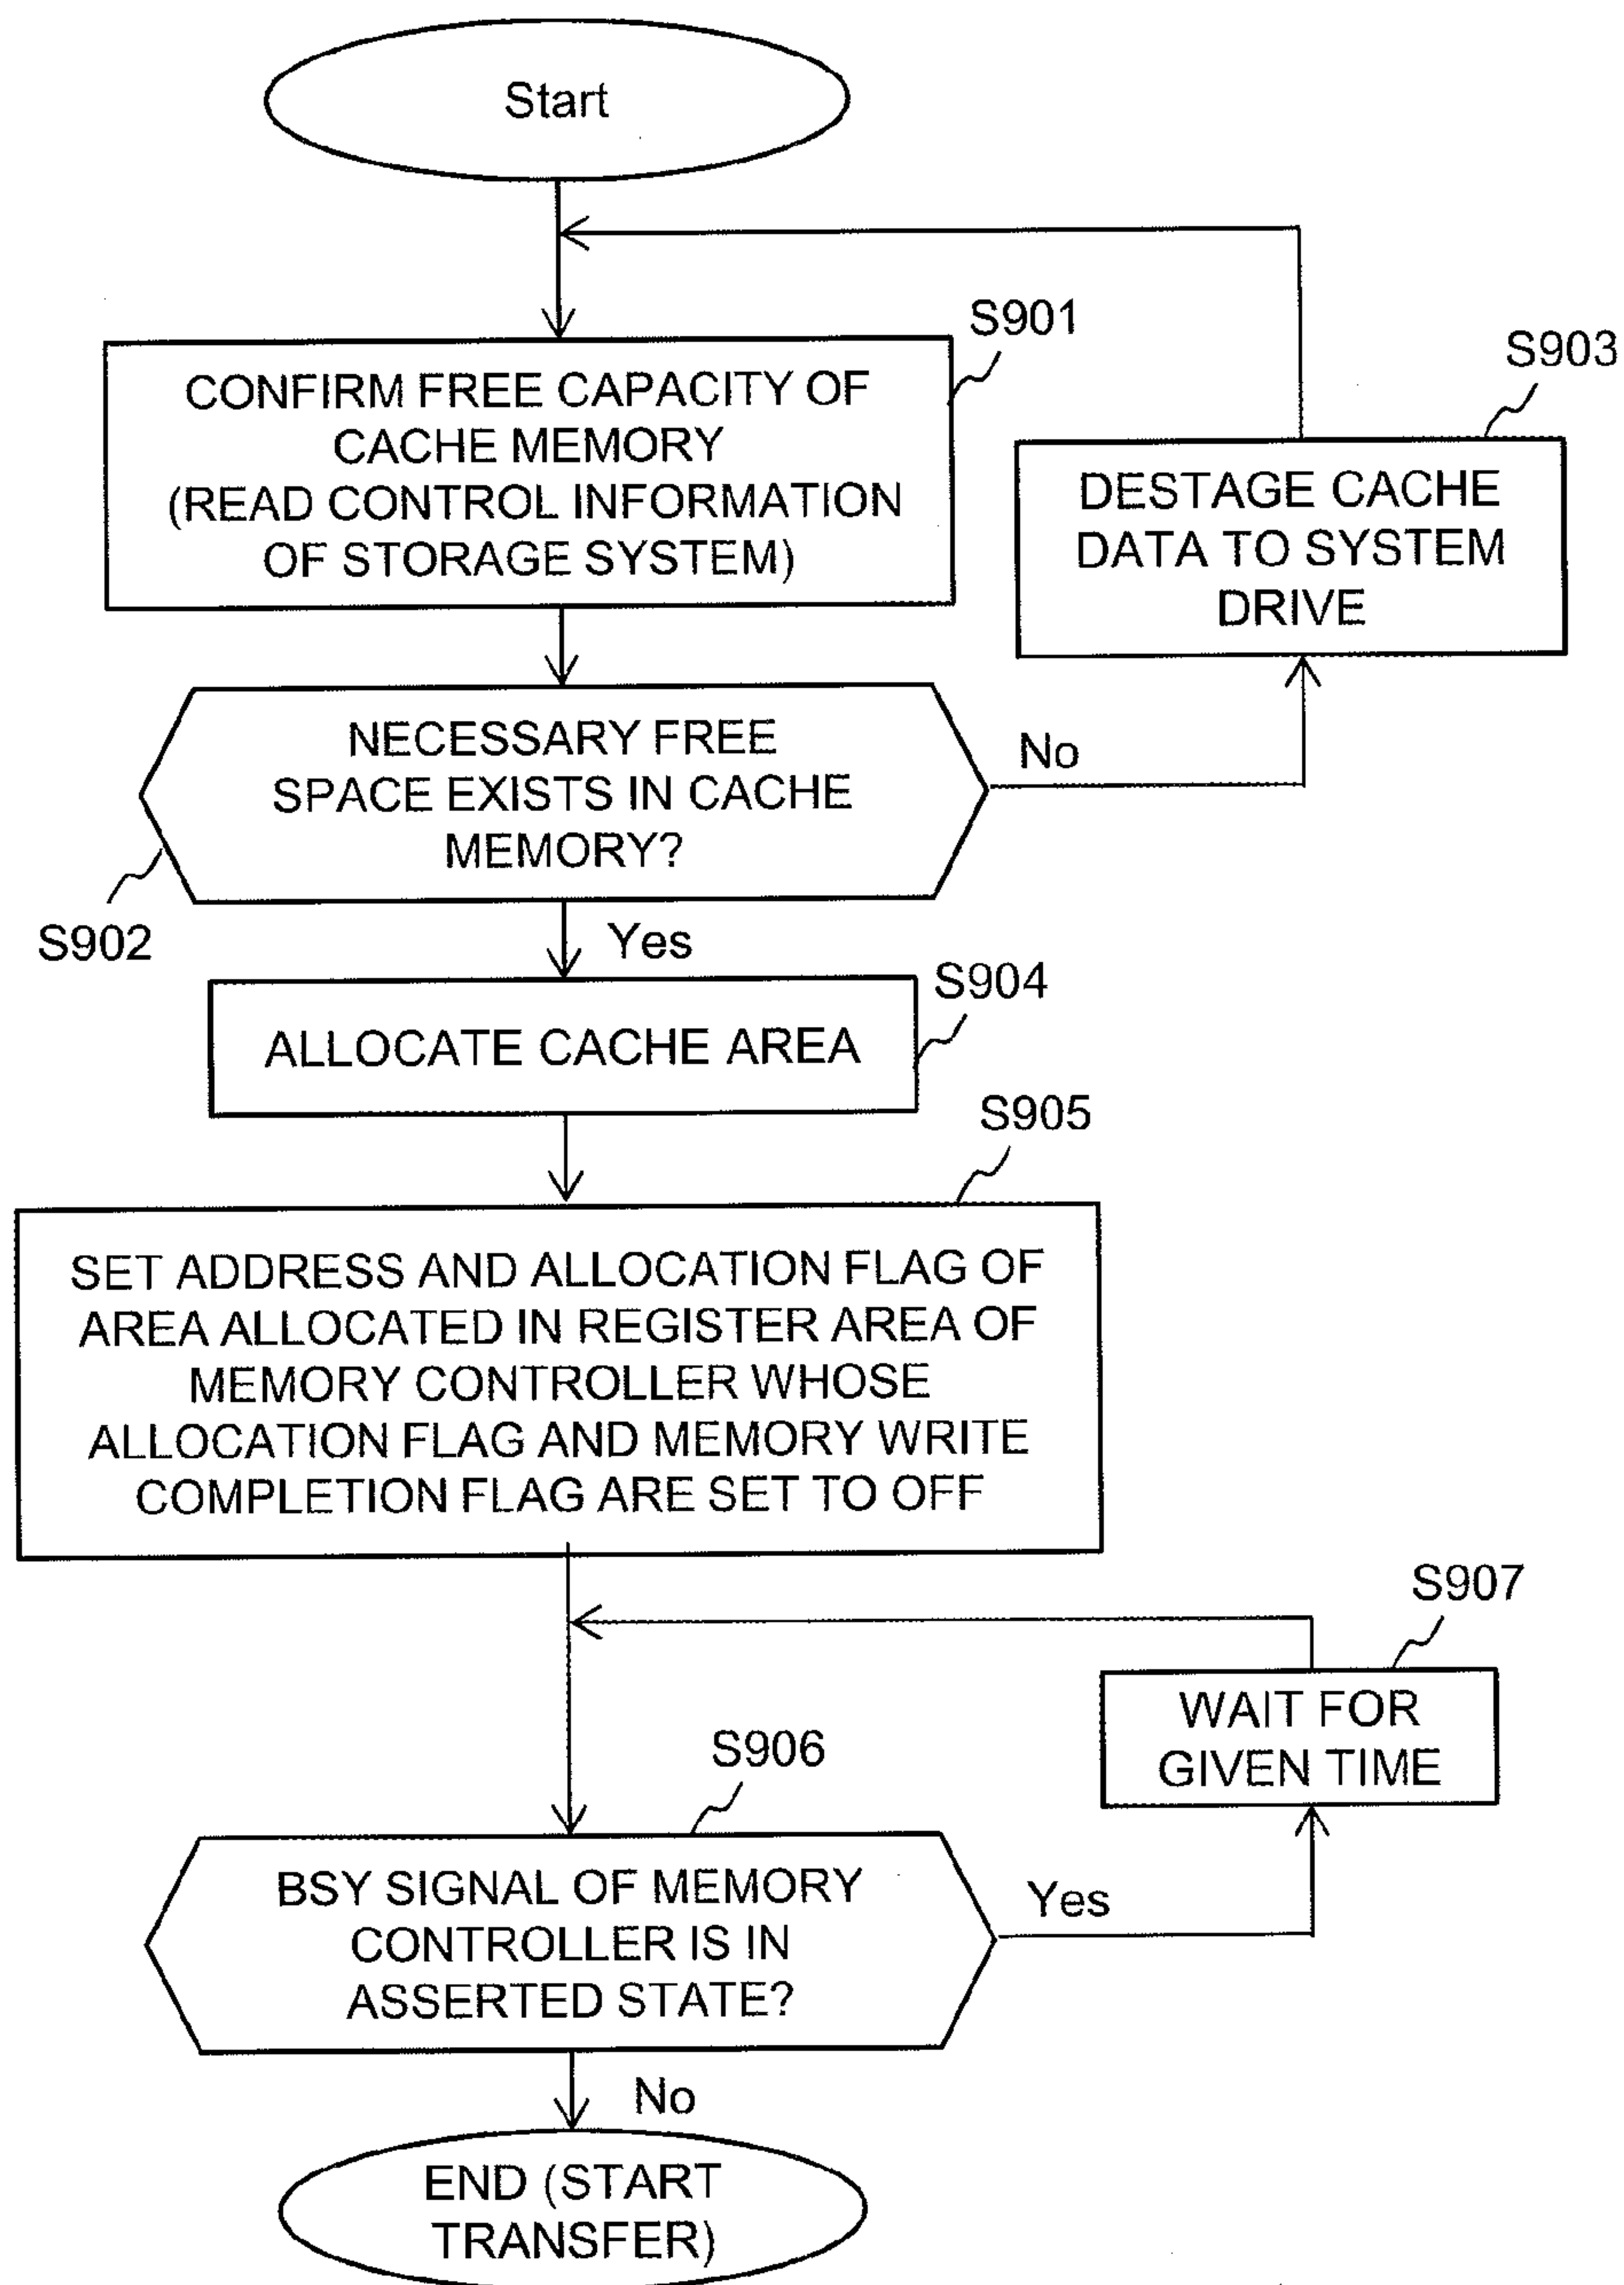 Start
S901
CONFIRM FREE CAPACITY OF
CACHE MEMORY
(READ CONTROL INFORMATION
OF STORAGE SYSTEM)
S903
DESTAGE CACHE
DATA TO SYSTEM
DRIVE
NECESSARY FREE
SPACE EXISTS IN CACHE
MEMORY?
No
S902
Yes
S904
ALLOCATE CACHE AREA
S905
SET ADDRESS AND ALLOCATION FLAG OF
AREA ALLOCATED IN REGISTER AREA OF
MEMORY CONTROLLER WHOSE
ALLOCATION FLAG AND MEMORY WRITE
COMPLETION FLAG ARE SET TO OFF
S907
WAIT FOR
GIVEN TIME
S906
BSY SIGNAL OF MEMORY
CONTROLLER IS IN
ASSERTED STATE?
Yes
No
END (START
TRANSFER)